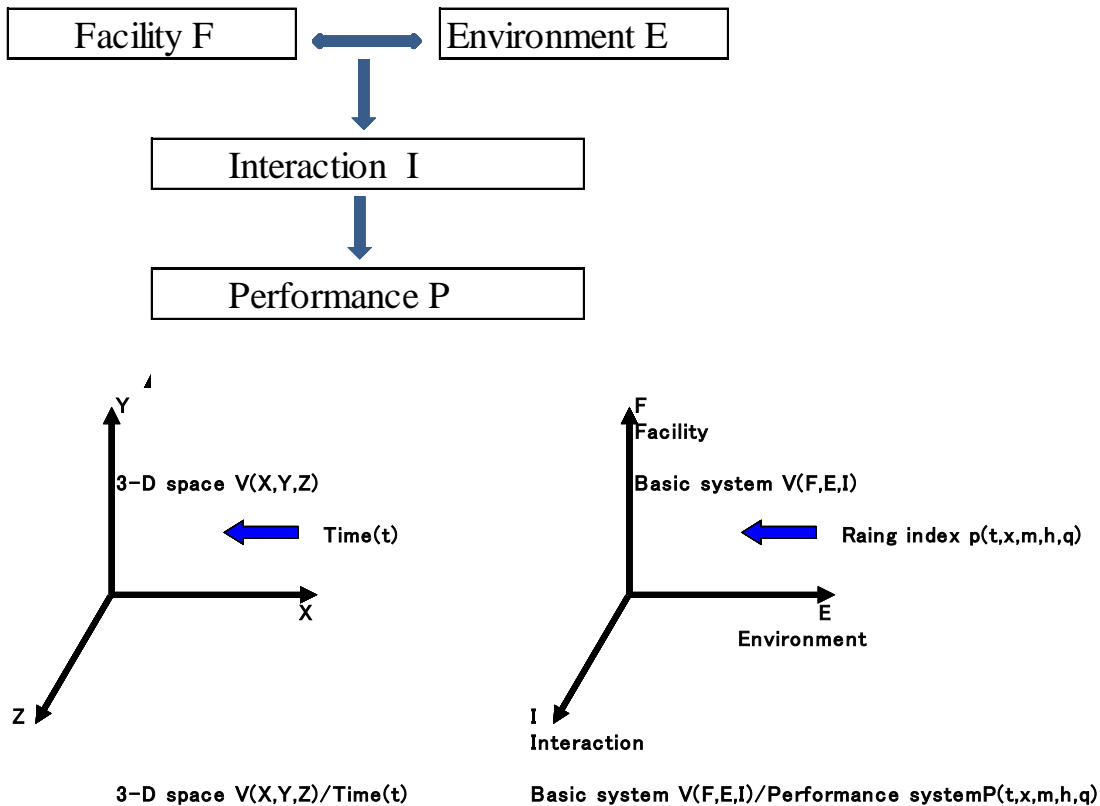 Facility F
Environment E
Interaction I
Performance P
Y
3-D space V(X,Y,Z)
Time(t)
X
Z
3-D space V(X,Y,Z)/Time(t)
F
Facility
Basic system V(F,E,I)
Raing index p(t,x,m,h,q)
E
Environment
I
Interaction
Basic system V(F,E,I)/Performance systemP(t,x,m,h,q)